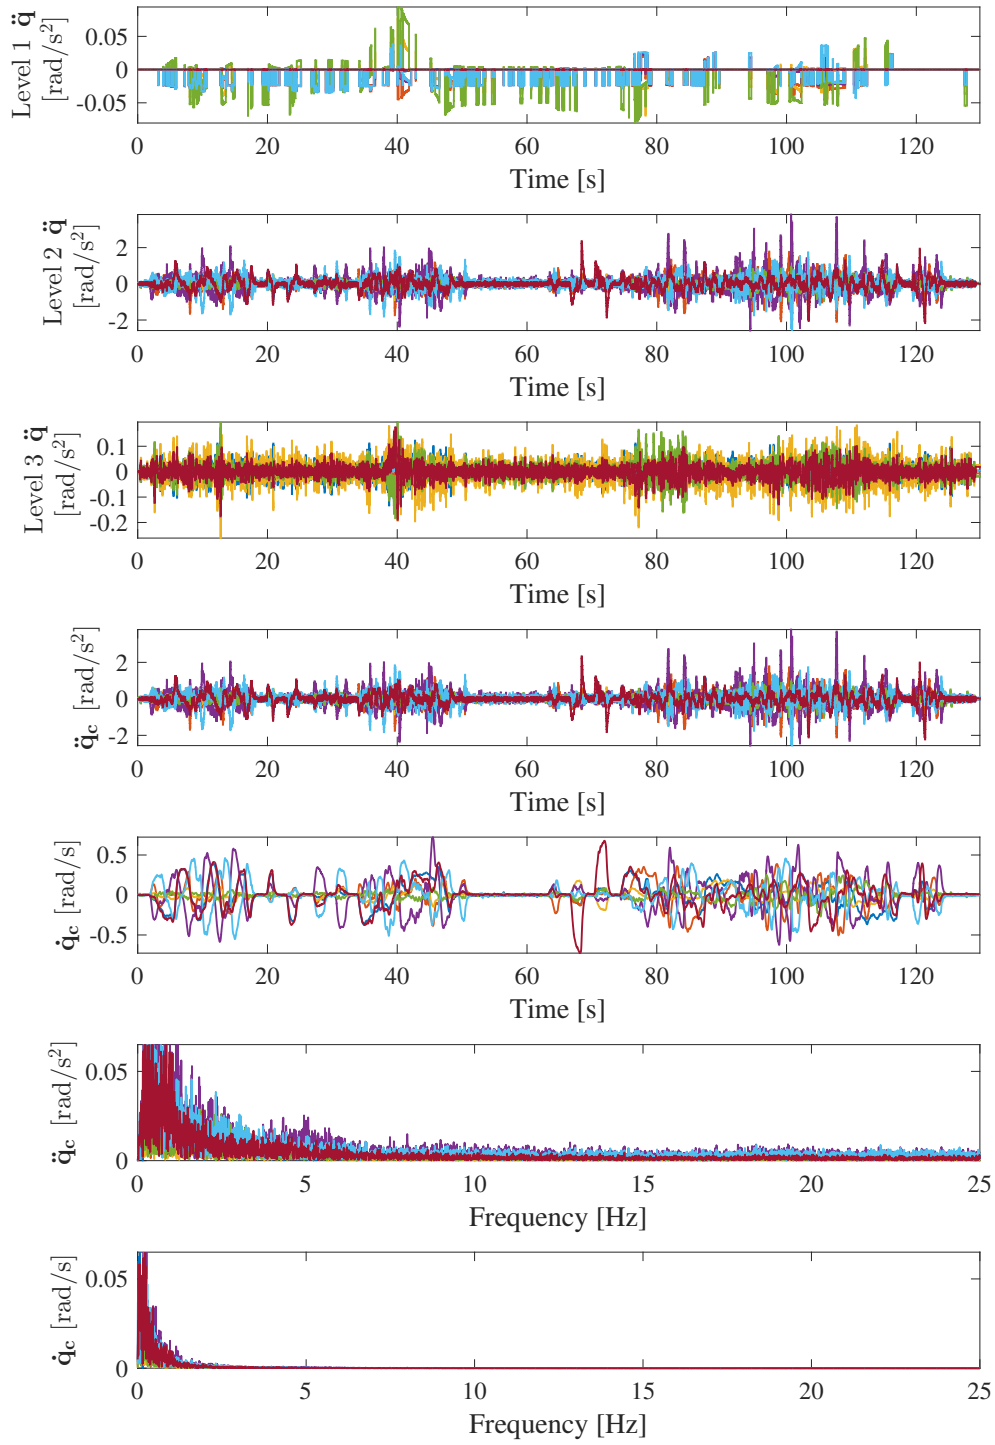 Level 1 q̈
[rad/s²]
0.05
0
-0.05
0 20 40 60 80 100 120
Time [s]
Level 2 q̈
[rad/s²]
2
0
-2
0 20 40 60 80 100 120
Time [s]
Level 3 q̈
[rad/s²]
0.1
0
-0.1
-0.2
0 20 40 60 80 100 120
Time [s]
q̈c [rad/s²]
2
0
-2
0 20 40 60 80 100 120
Time [s]
q̇c [rad/s]
0.5
0
-0.5
0 20 40 60 80 100 120
Time [s]
q̈c [rad/s²]
0.05
0
0 5 10 15 20 25
Frequency [Hz]
q̇c [rad/s]
0.05
0
0 5 10 15 20 25
Frequency [Hz]